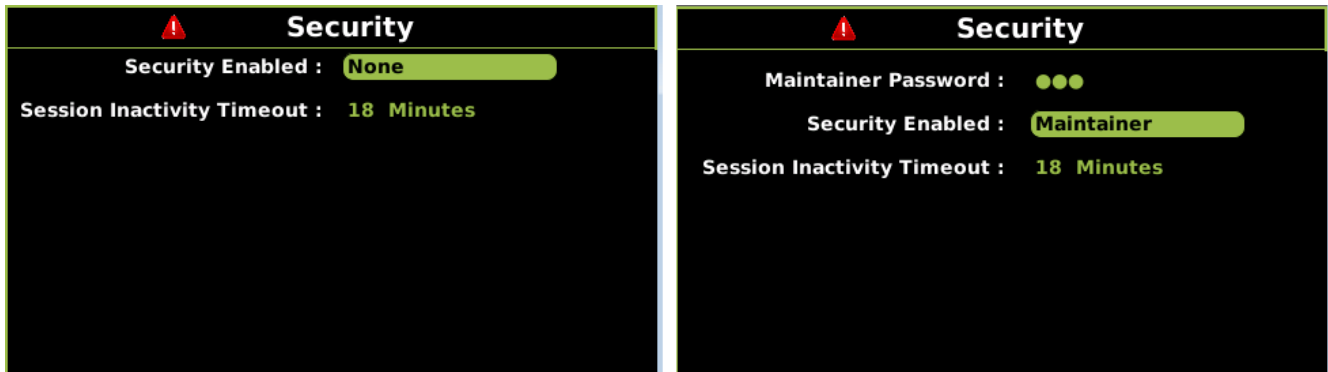 Security
Security Enabled : None
Session Inactivity Timeout : 18 Minutes
Security
Maintainer Password : ●●●
Security Enabled : Maintainer
Session Inactivity Timeout : 18 Minutes